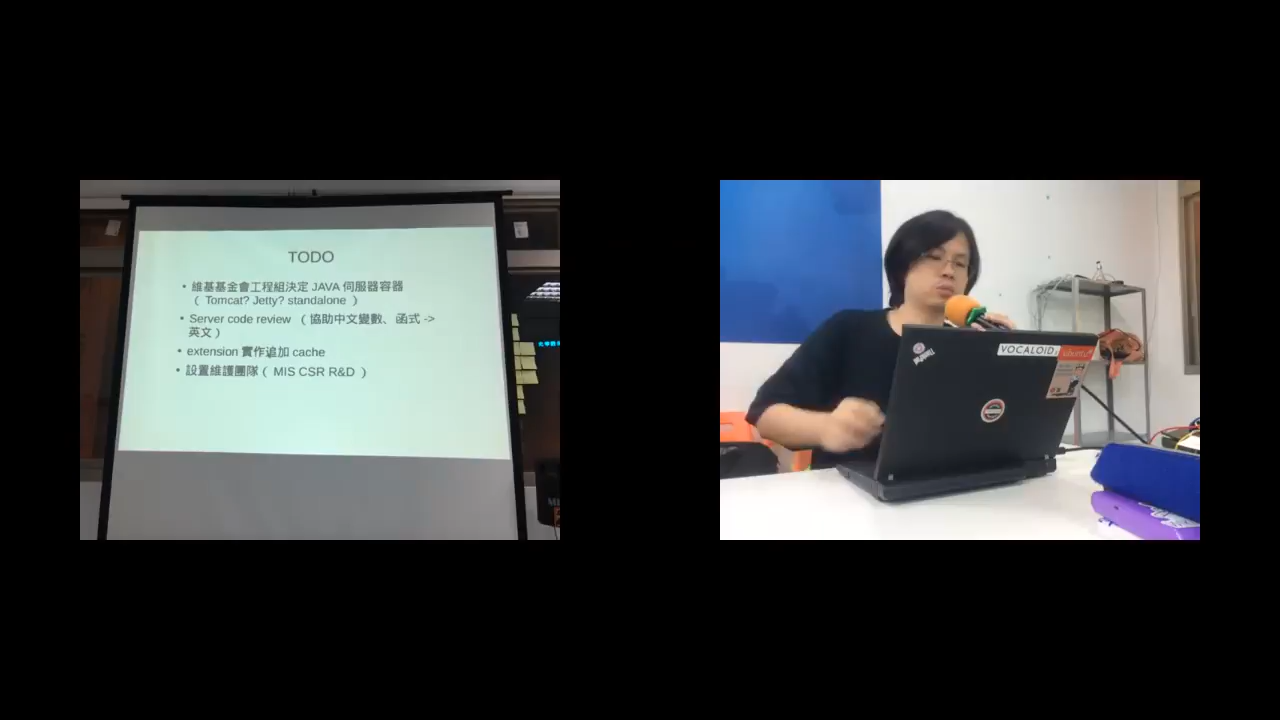 TODO
• 維基基金會工程組決定 JAVA 伺服器容器
（ Tomcat? Jetty? standalone ）
• Server code review （協助中文變數、函式 ->
英文）
• extension 實作追加 cache
• 設置維護團隊（ MIS CSR R&D ）
VOCALOID
ThinkPad